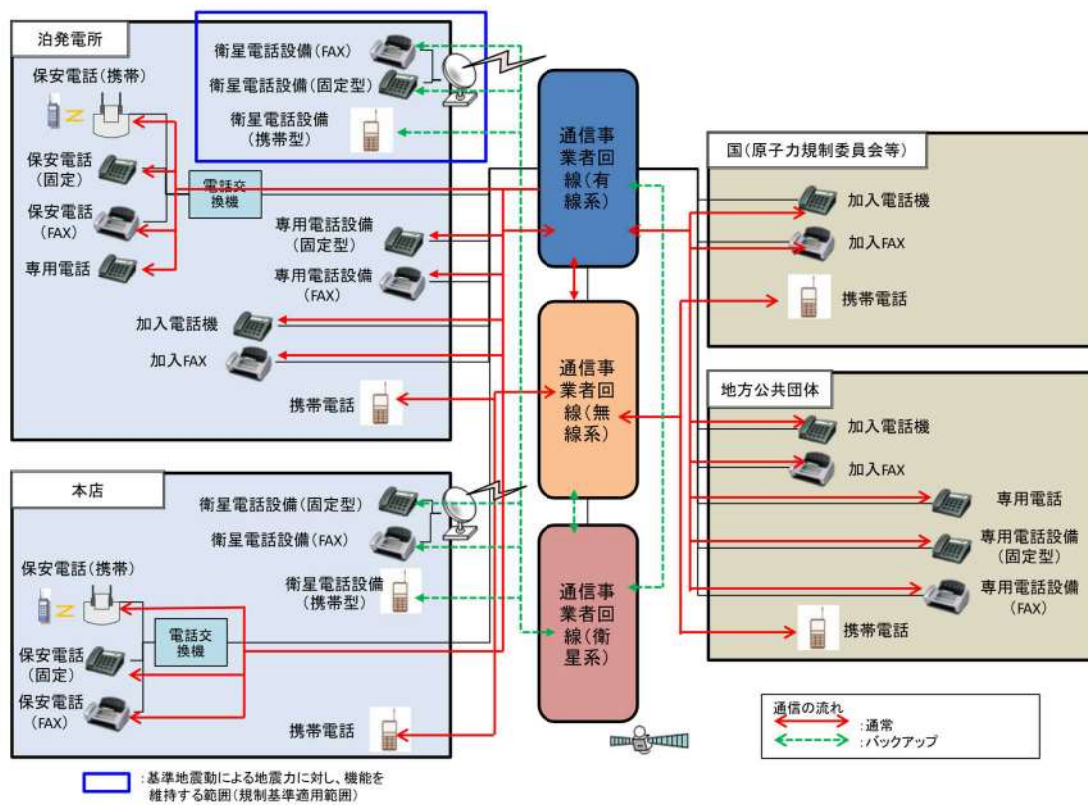 泊発電所
衛星電話設備(FAX)
衛星電話設備(固定型)
衛星電話設備
(携帯型)
保安電話(携帯)
保安電話
(固定)
保安電話
(FAX)
専用電話
電話交
換機
専用電話設備
(固定型)
専用電話設備
(FAX)
加入電話機
加入FAX
携帯電話
本店
衛星電話設備(固定型)
衛星電話設備(FAX)
衛星電話設備
(携帯型)
保安電話(携帯)
保安電話
(固定)
保安電話
(FAX)
電話交
換機
携帯電話
通信事
業者回
線(有
線系)
通信事
業者回
線(無
線系)
通信事
業者回
線(衛
星系)
国(原子力規制委員会等)
加入電話機
加入FAX
携帯電話
地方公共団体
加入電話機
加入FAX
専用電話
専用電話設備
(固定型)
専用電話設備
(FAX)
携帯電話
通信の流れ
:通常
:バックアップ
:基準地震動による地震力に対し、機能を
維持する範囲(規制基準適用範囲)